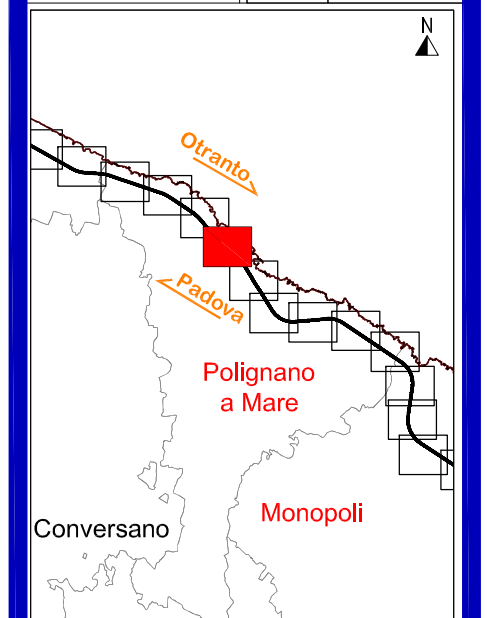 N
Otranto
Padova
Polignano
a Mare
Monopoli
Conversano